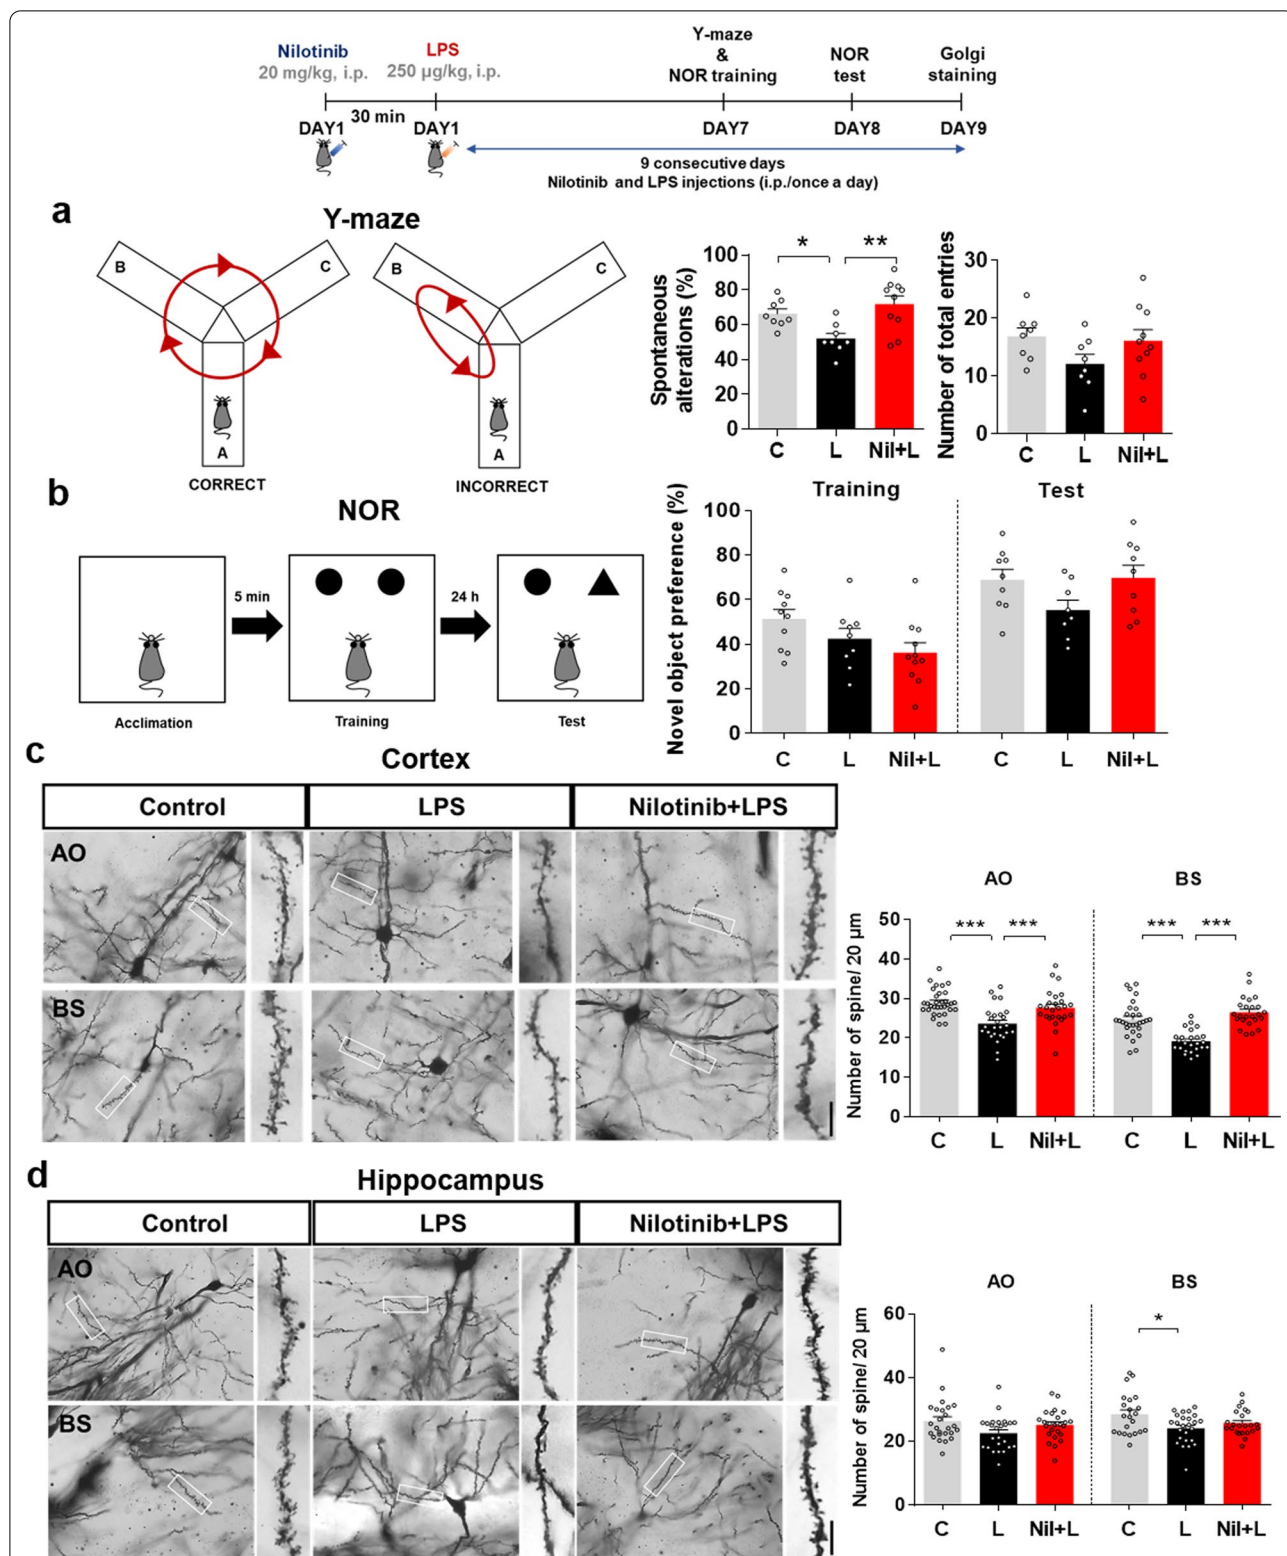 Nilotinib
20 mg/kg, i.p.
LPS
250 µg/kg, i.p.
Y-maze
&
NOR training
NOR
test
Golgi
staining
30 min
DAY1
DAY1
DAY7
DAY8
DAY9
9 consecutive days
Nilotinib and LPS injections (i.p./once a day)
a
Y-maze
B
C
A
CORRECT
B
C
A
INCORRECT
Spontaneous
alterations (%)
100
80
60
40
20
0
*
**
C L Nil+L
Number of total entries
30
20
10
0
C L Nil+L
b
NOR
5 min
24 h
Acclimation
Training
Test
Novel object preference (%)
Training
Test
100
80
60
40
20
0
C L Nil+L C L Nil+L
c
Cortex
Control
LPS
Nilotinib+LPS
AO
BS
AO
BS
Number of spine/ 20 µm
50
40
30
20
10
0
***
***
***
***
C L Nil+L C L Nil+L
d
Hippocampus
Control
LPS
Nilotinib+LPS
AO
BS
AO
BS
Number of spine/ 20 µm
60
40
20
0
*
C L Nil+L C L Nil+L